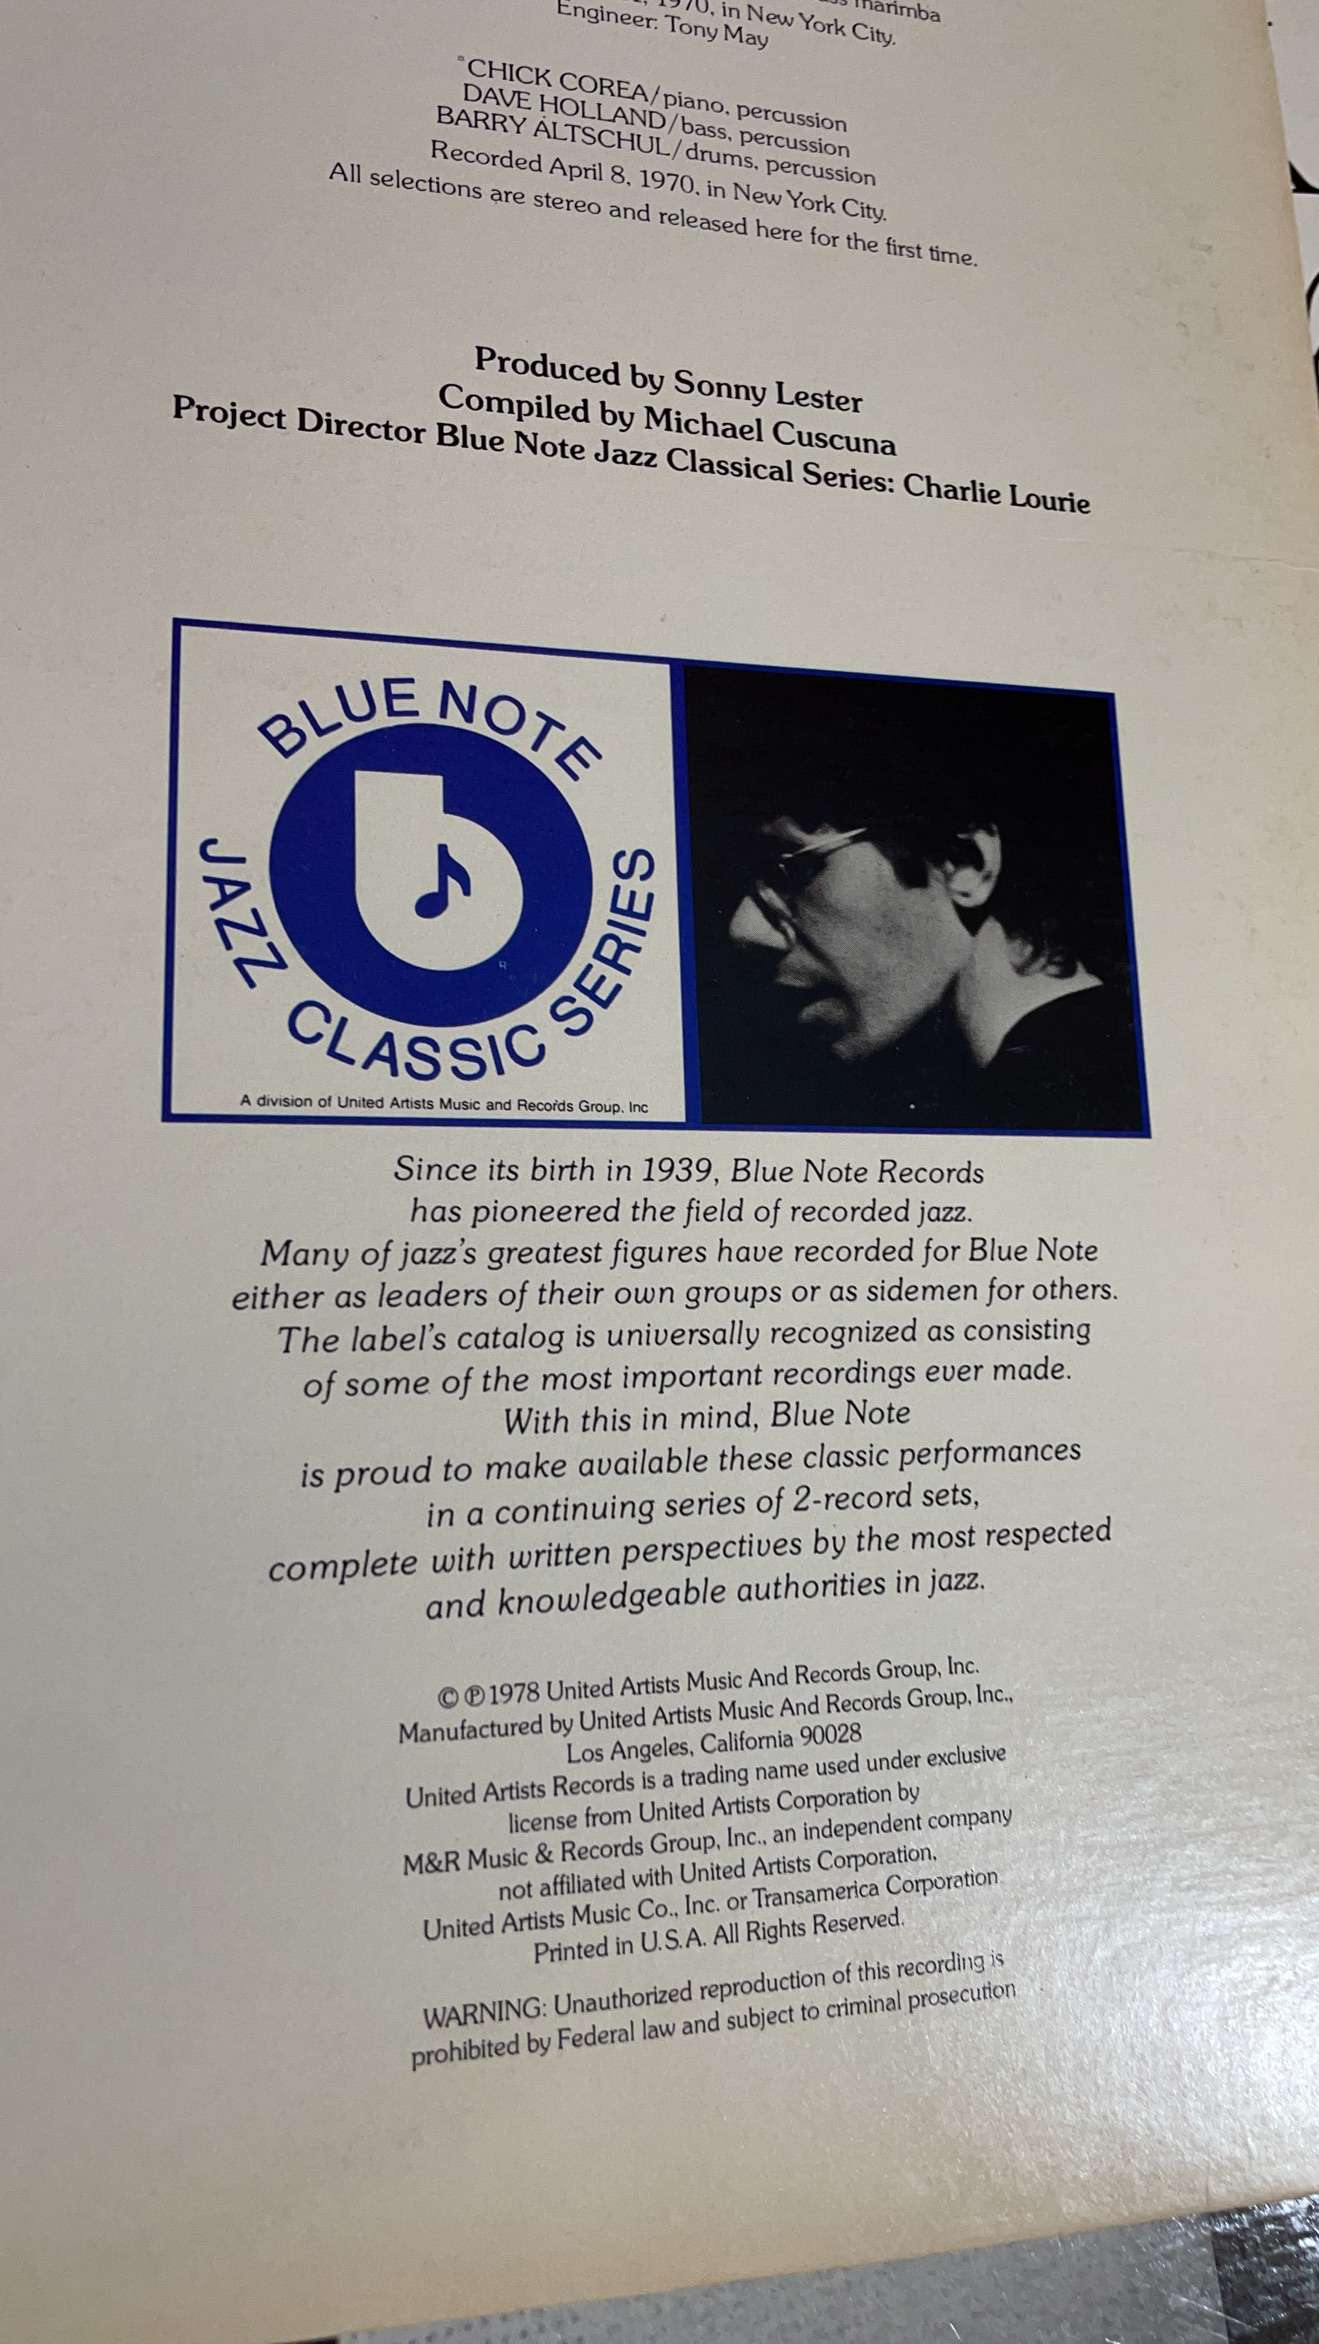 marimba
1970, in New York City.
Engineer: Tony May
°CHICK COREA/piano, percussion
DAVE HOLLAND/bass, percussion
BARRY ALTSCHUL/drums, percussion
Recorded April 8, 1970, in New York City.
All selections are stereo and released here for the first time.
Produced by Sonny Lester
Compiled by Michael Cuscuna
Project Director Blue Note Jazz Classical Series: Charlie Lourie
BLUE NOTE
JAZZ CLASSIC SERIES
A division of United Artists Music and Records Group, Inc
Since its birth in 1939, Blue Note Records
has pioneered the field of recorded jazz.
Many of jazz's greatest figures have recorded for Blue Note
either as leaders of their own groups or as sidemen for others.
The label's catalog is universally recognized as consisting
of some of the most important recordings ever made.
With this in mind, Blue Note
is proud to make available these classic performances
in a continuing series of 2-record sets,
complete with written perspectives by the most respected
and knowledgeable authorities in jazz.
©℗1978 United Artists Music And Records Group, Inc.
Manufactured by United Artists Music And Records Group, Inc.,
Los Angeles, California 90028
United Artists Records is a trading name used under exclusive
license from United Artists Corporation by
M&R Music & Records Group, Inc., an independent company
not affiliated with United Artists Corporation,
United Artists Music Co., Inc. or Transamerica Corporation
Printed in U.S.A. All Rights Reserved.
WARNING: Unauthorized reproduction of this recording is
prohibited by Federal law and subject to criminal prosecution